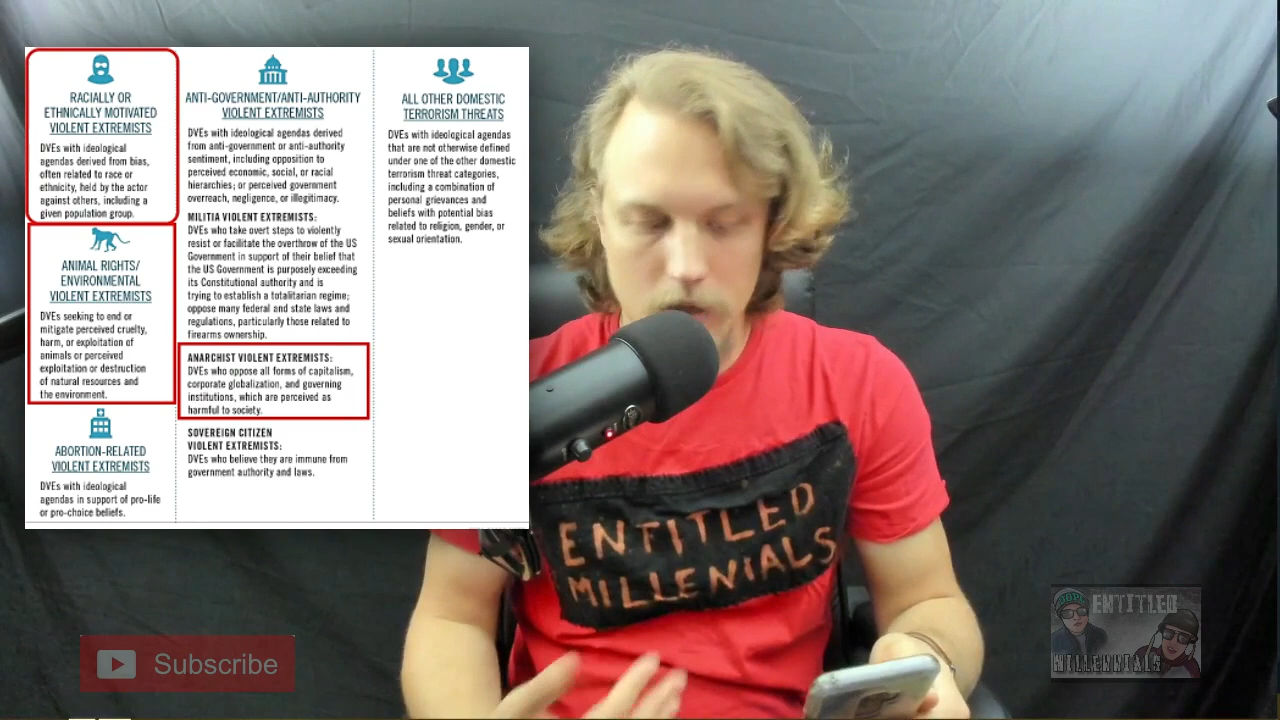 RACIALLY OR
ETHNICALLY MOTIVATED
VIOLENT EXTREMISTS
DVEs with ideological
agendas derived from bias,
often related to race or
ethnicity, held by the actor
against others, including a
given population group.
ANIMAL RIGHTS/
ENVIRONMENTAL
VIOLENT EXTREMISTS
DVEs seeking to end or
mitigate perceived cruelty,
harm, or exploitation of
animals or perceived
exploitation or destruction
of natural resources and
the environment.
ABORTION-RELATED
VIOLENT EXTREMISTS
DVEs with ideological
agendas in support of pro-life
or pro-choice beliefs.
ANTI-GOVERNMENT/ANTI-AUTHORITY
VIOLENT EXTREMISTS
DVEs with ideological agendas derived
from anti-government or anti-authority
sentiment, including opposition to
perceived economic, social, or racial
hierarchies; or perceived government
overreach, negligence, or illegitimacy.
MILITIA VIOLENT EXTREMISTS:
DVEs who take overt steps to violently
resist or facilitate the overthrow of the US
Government in support of their belief that
the US Government is purposely exceeding
its Constitutional authority and is
trying to establish a totalitarian regime;
oppose many federal and state laws and
regulations, particularly those related to
firearms ownership.
ANARCHIST VIOLENT EXTREMISTS:
DVEs who oppose all forms of capitalism,
corporate globalization, and governing
institutions, which are perceived as
harmful to society.
SOVEREIGN CITIZEN
VIOLENT EXTREMISTS:
DVEs who believe they are immune from
government authority and laws.
ALL OTHER DOMESTIC
TERRORISM THREATS
DVEs with ideological agendas
that are not otherwise defined
under one of the other domestic
terrorism threat categories,
including a combination of
personal grievances and
beliefs with potential bias
related to religion, gender, or
sexual orientation.
ENTITLED
MILLENIALS
Subscribe
ENTITLED
MILLENNIALS